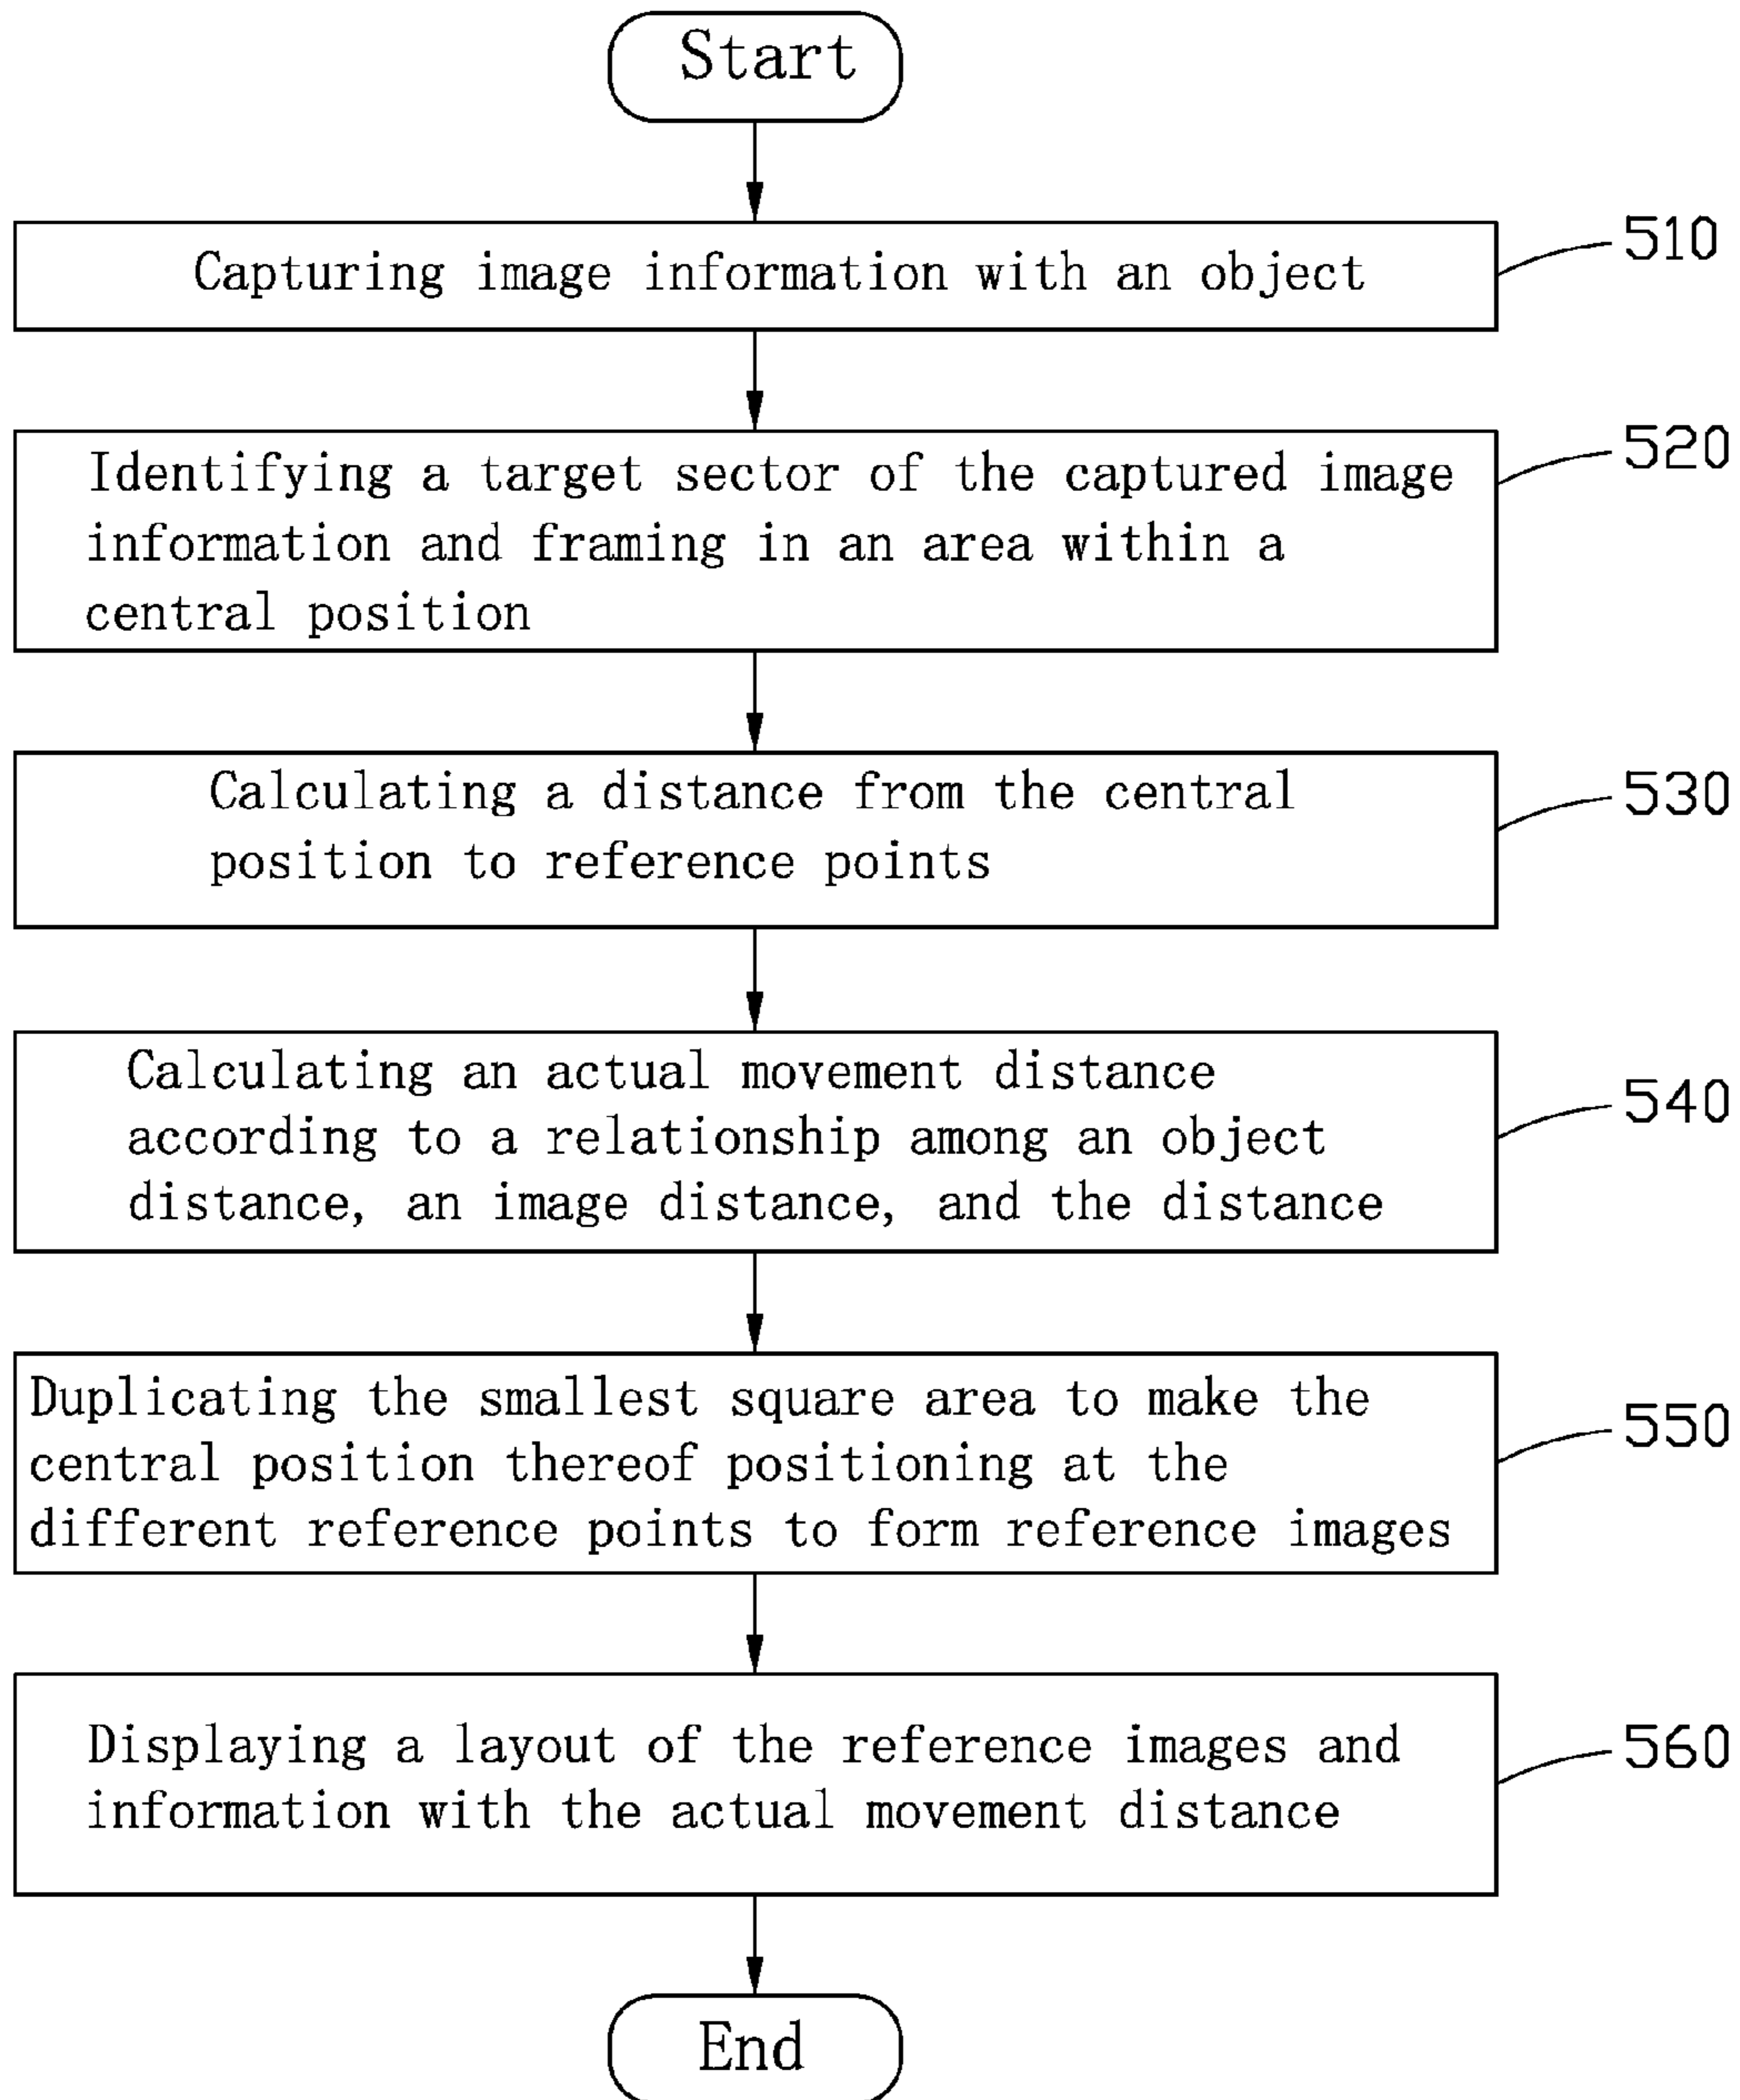 Start
Capturing image information with an object
510
Identifying a target sector of the captured image
information and framing in an area within a
central position
520
Calculating a distance from the central
position to reference points
530
Calculating an actual movement distance
according to a relationship among an object
distance, an image distance, and the distance
540
Duplicating the smallest square area to make the
central position thereof positioning at the
different reference points to form reference images
550
Displaying a layout of the reference images and
information with the actual movement distance
560
End